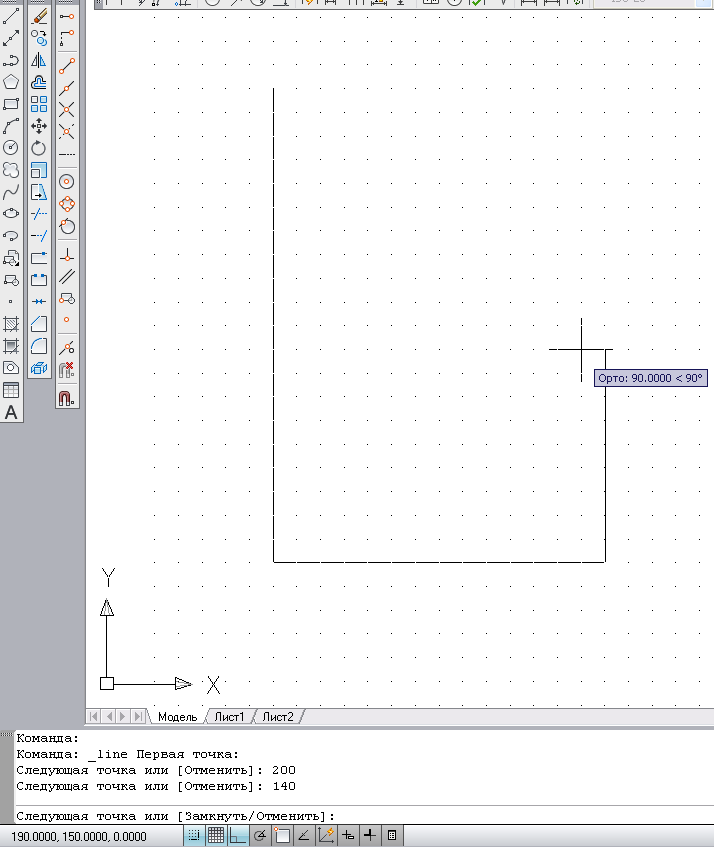 Орто: 90.0000 < 90°
Y
X
A
Модель Лист1 Лист2
Команда:
Команда: _line Первая точка:
Следующая точка или [Отменить]: 200
Следующая точка или [Отменить]: 140
Следующая точка или [Замкнуть/Отменить]:
190.0000, 150.0000, 0.0000